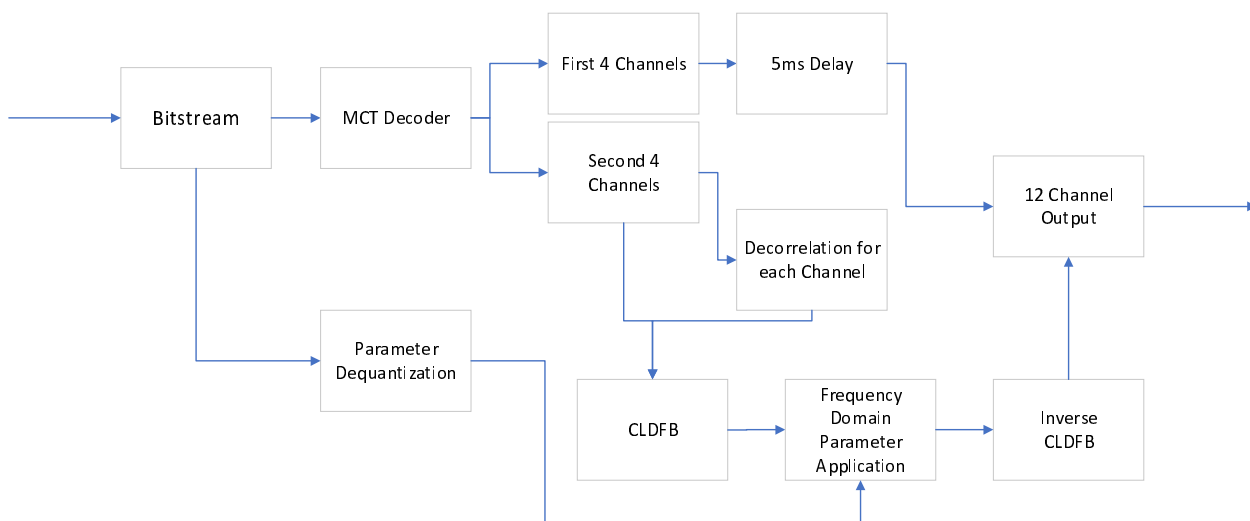 First 4 Channels
5ms Delay
Bitstream
MCT Decoder
Second 4
Channels
12 Channel
Output
Decorrelation for
each Channel
Parameter
Dequantization
CLDFB
Frequency
Domain
Parameter
Application
Inverse
CLDFB